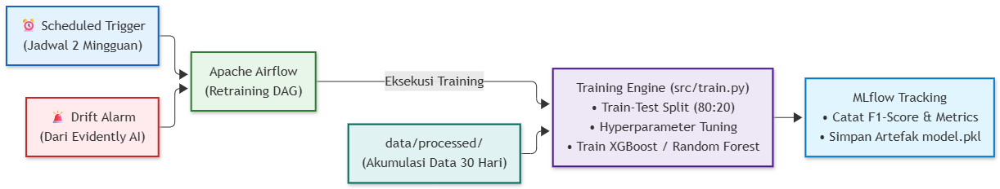 ⏰ Scheduled Trigger
(Jadwal 2 Mingguan)
🚨 Drift Alarm
(Dari Evidently AI)
Apache Airflow
(Retraining DAG)
Eksekusi Training
data/processed/
(Akumulasi Data 30 Hari)
Training Engine (src/train.py)
• Train-Test Split (80:20)
• Hyperparameter Tuning
• Train XGBoost / Random Forest
MLflow Tracking
• Catat F1-Score & Metrics
• Simpan Artefak model.pkl